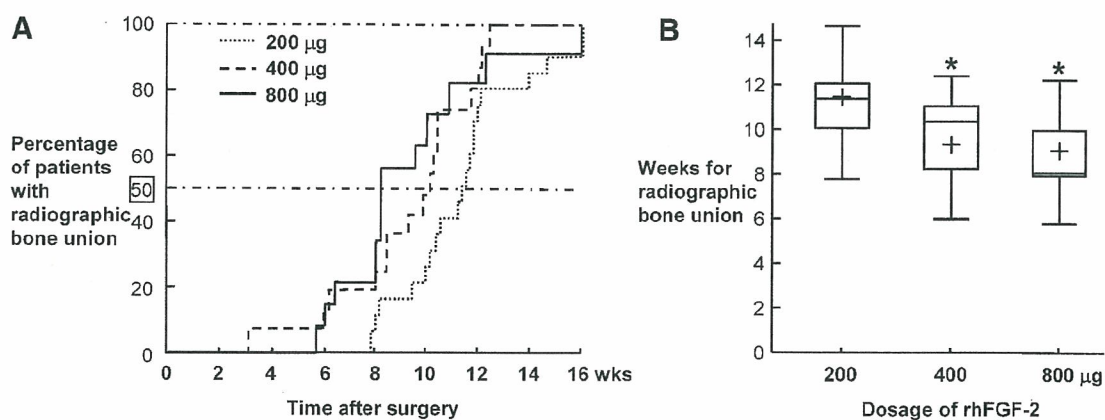 A
200 µg
400 µg
800 µg
Percentage
of patients
with
radiographic
bone union
100
80
60
50
40
20
0
0 2 4 6 8 10 12 14 16 wks
Time after surgery
B
Weeks for
radiographic
bone union
14
12
10
8
6
4
2
0
* *
200 400 800 µg
Dosage of rhFGF-2